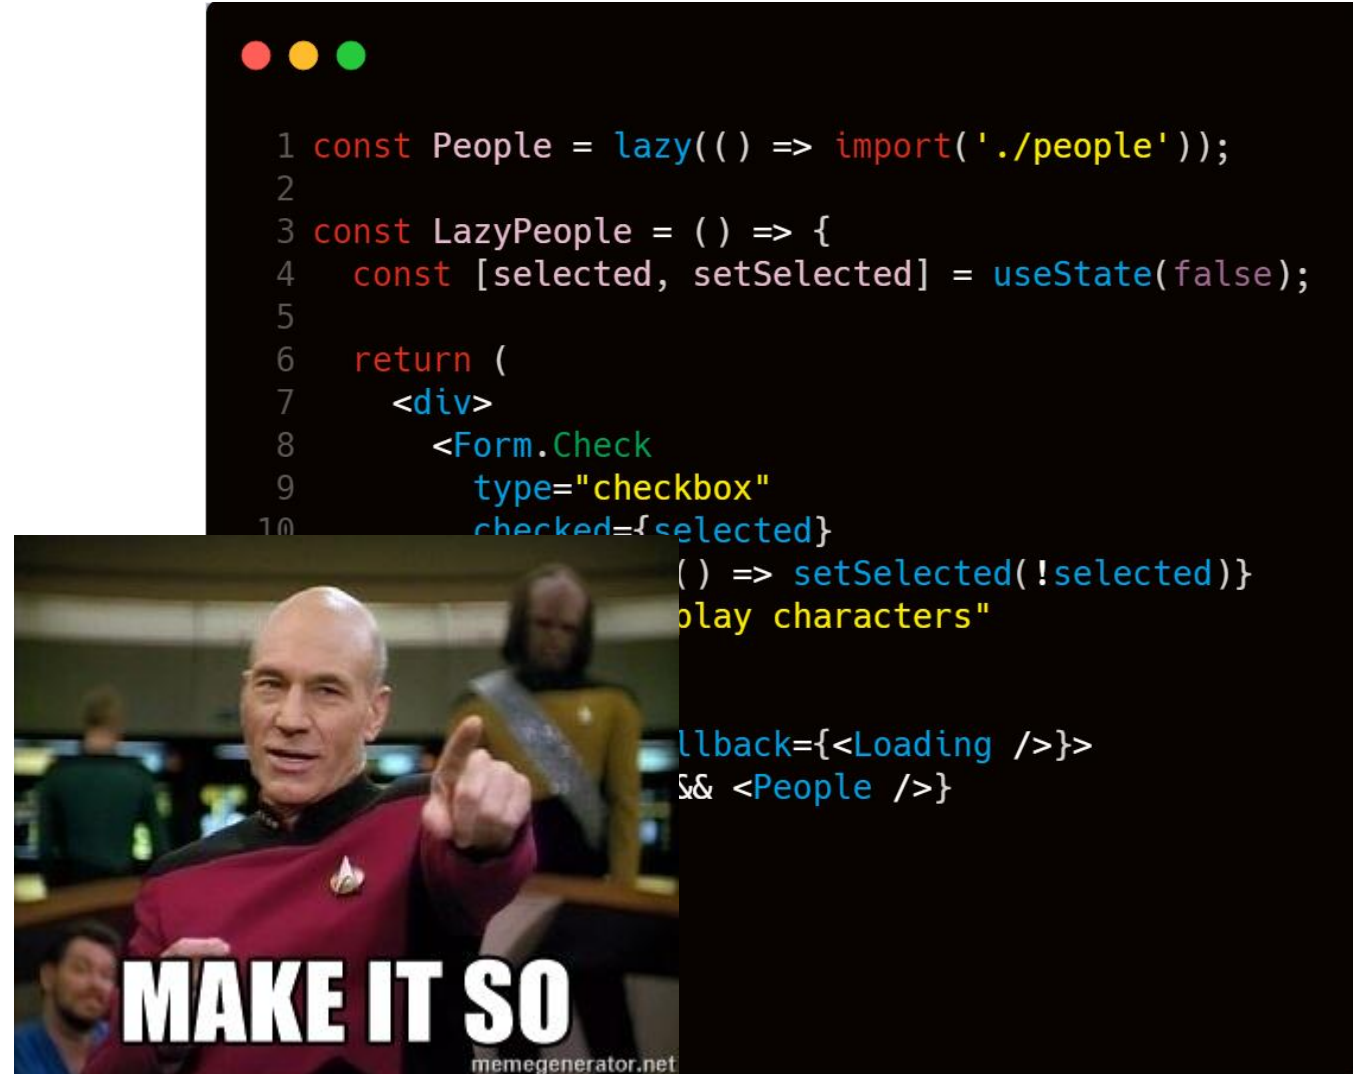 1 const People = lazy(() => import('./people'));
2
3 const LazyPeople = () => {
4 const [selected, setSelected] = useState(false);
5
6 return (
7 <div>
8 <Form.Check
9 type="checkbox"
10 checked={selected}
() => setSelected(!selected)}
play characters"
llback={<Loading />}>
&& <People />}
MAKE IT SO
memegenerator.net